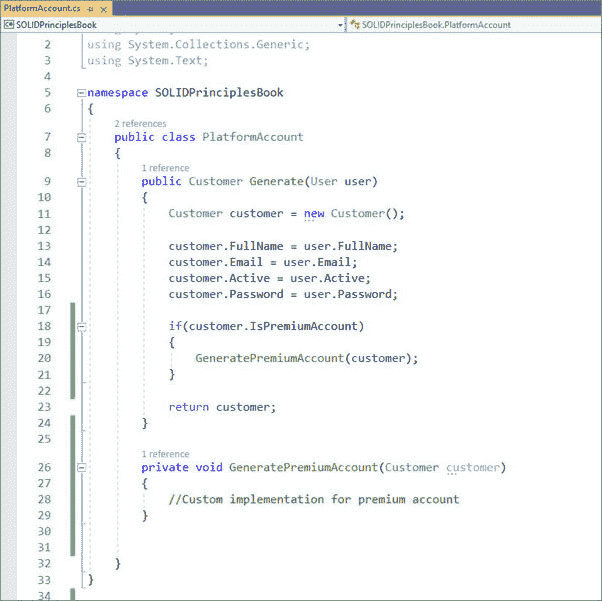 PlatformAccount.cs
SOLIDPrinciplesBook SOLIDPrinciplesBook.PlatformAccount
2 using System.Collections.Generic;
3 using System.Text;
4
5 namespace SOLIDPrinciplesBook
6 {
2 references
7 public class PlatformAccount
8 {
1 reference
9 public Customer Generate(User user)
10 {
11 Customer customer = new Customer();
12
13 customer.FullName = user.FullName;
14 customer.Email = user.Email;
15 customer.Active = user.Active;
16 customer.Password = user.Password;
17
18 if(customer.IsPremiumAccount)
19 {
20 GeneratePremiumAccount(customer);
21 }
22
23 return customer;
24 }
25
1 reference
26 private void GeneratePremiumAccount(Customer customer)
27 {
28 //Custom implementation for premium account
29 }
30
31
32 }
33 }
34